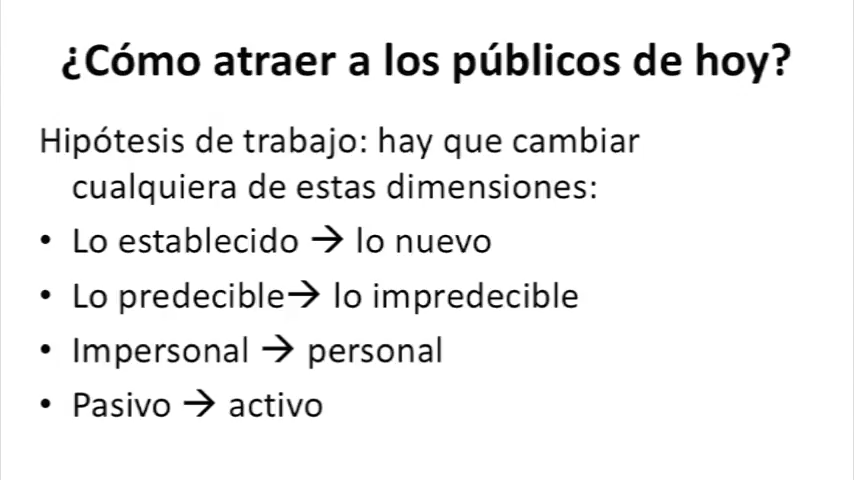 ¿Cómo atraer a los públicos de hoy?
Hipótesis de trabajo: hay que cambiar
cualquiera de estas dimensiones:
• Lo establecido → lo nuevo
• Lo predecible→ lo impredecible
• Impersonal → personal
• Pasivo → activo